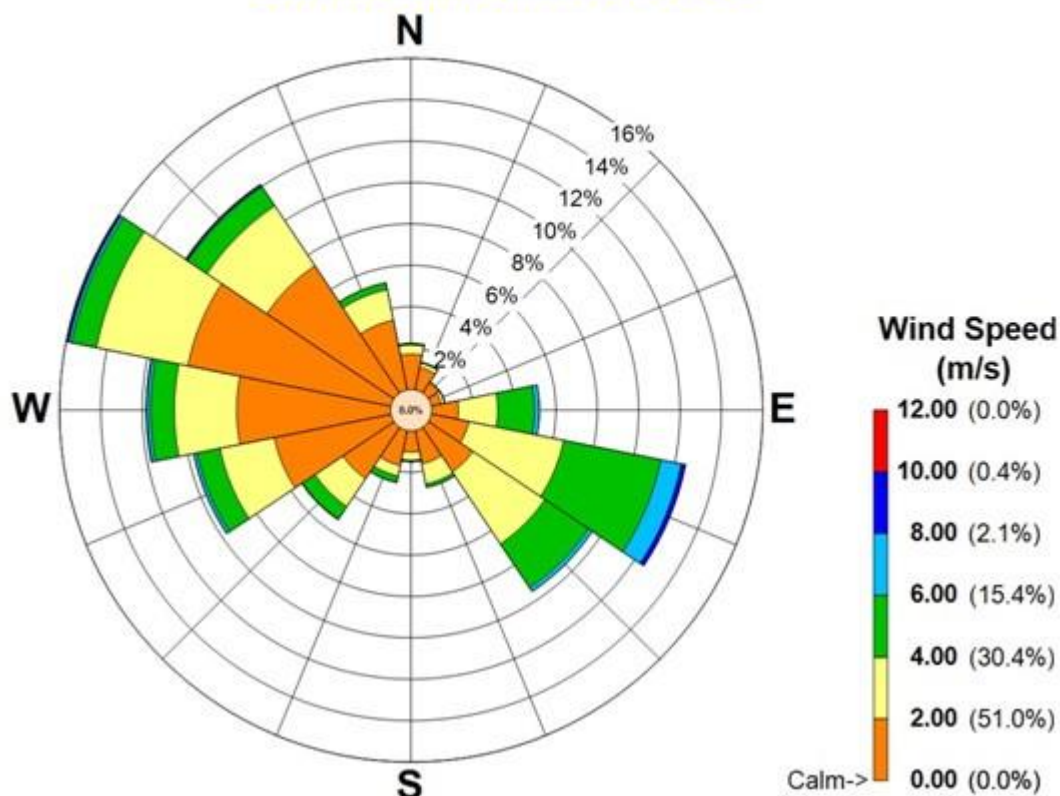 N
16%
14%
12%
10%
8%
6%
4%
2%
W
0.0%
E
S
Wind Speed
(m/s)
12.00 (0.0%)
10.00 (0.4%)
8.00 (2.1%)
6.00 (15.4%)
4.00 (30.4%)
2.00 (51.0%)
Calm-> 0.00 (0.0%)